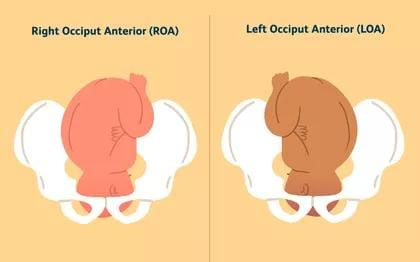 Right Occiput Anterior (ROA)
Left Occiput Anterior (LOA)